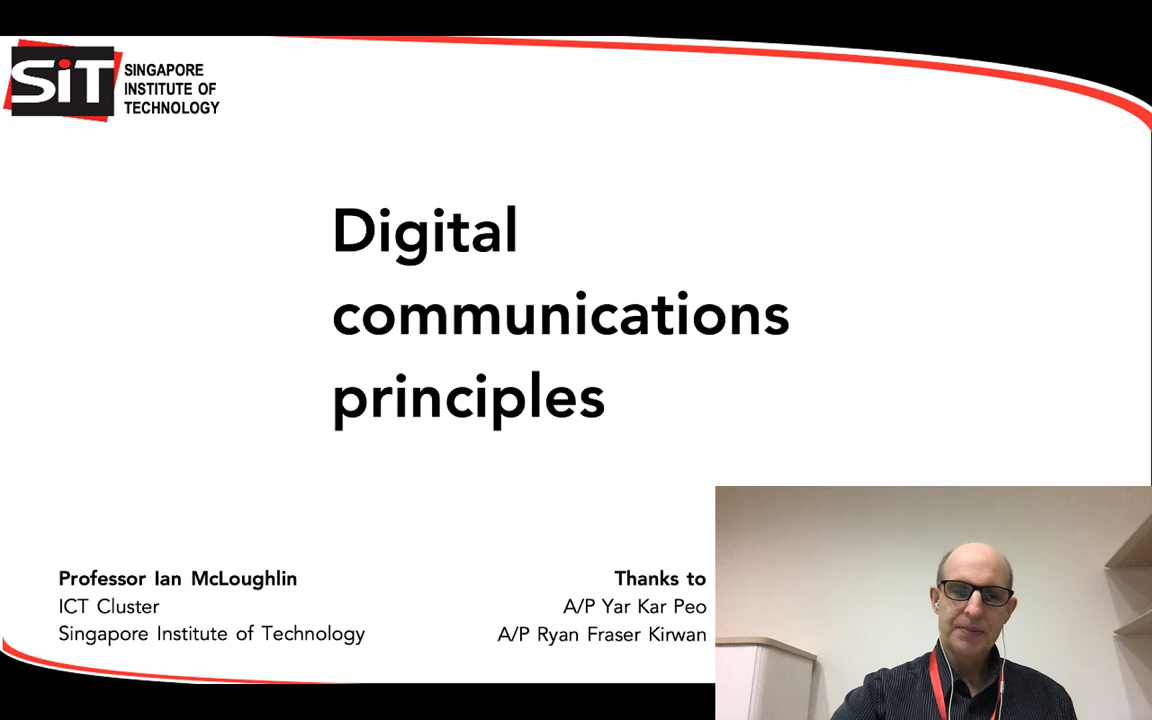 SiT
SINGAPORE
INSTITUTE OF
TECHNOLOGY
Digital
communications
principles
Professor Ian McLoughlin
ICT Cluster
Singapore Institute of Technology
Thanks to
A/P Yar Kar Peo
A/P Ryan Fraser Kirwan